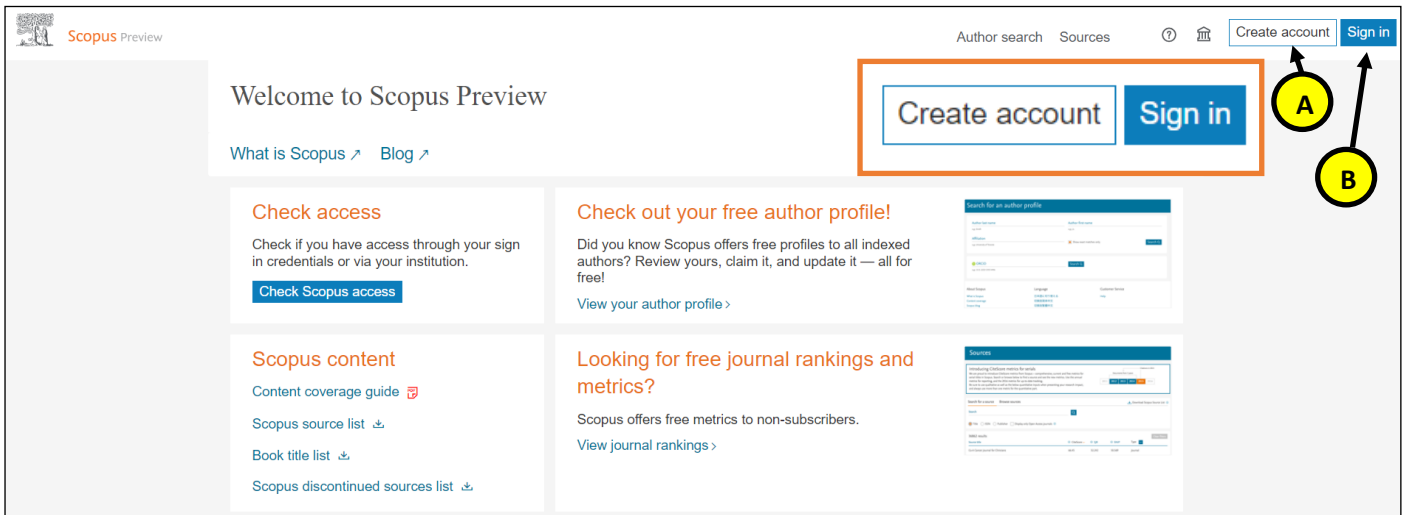 Scopus Preview
Author search Sources
Create account Sign in
Welcome to Scopus Preview
Create account Sign in
A
B
What is Scopus ↗ Blog ↗
Check access
Check if you have access through your sign
in credentials or via your institution.
Check Scopus access
Check out your free author profile!
Did you know Scopus offers free profiles to all indexed
authors? Review yours, claim it, and update it — all for
free!
View your author profile >
Search for an author profile
Scopus content
Content coverage guide
Scopus source list
Book title list
Scopus discontinued sources list
Looking for free journal rankings and
metrics?
Scopus offers free metrics to non-subscribers.
View journal rankings >
Sources